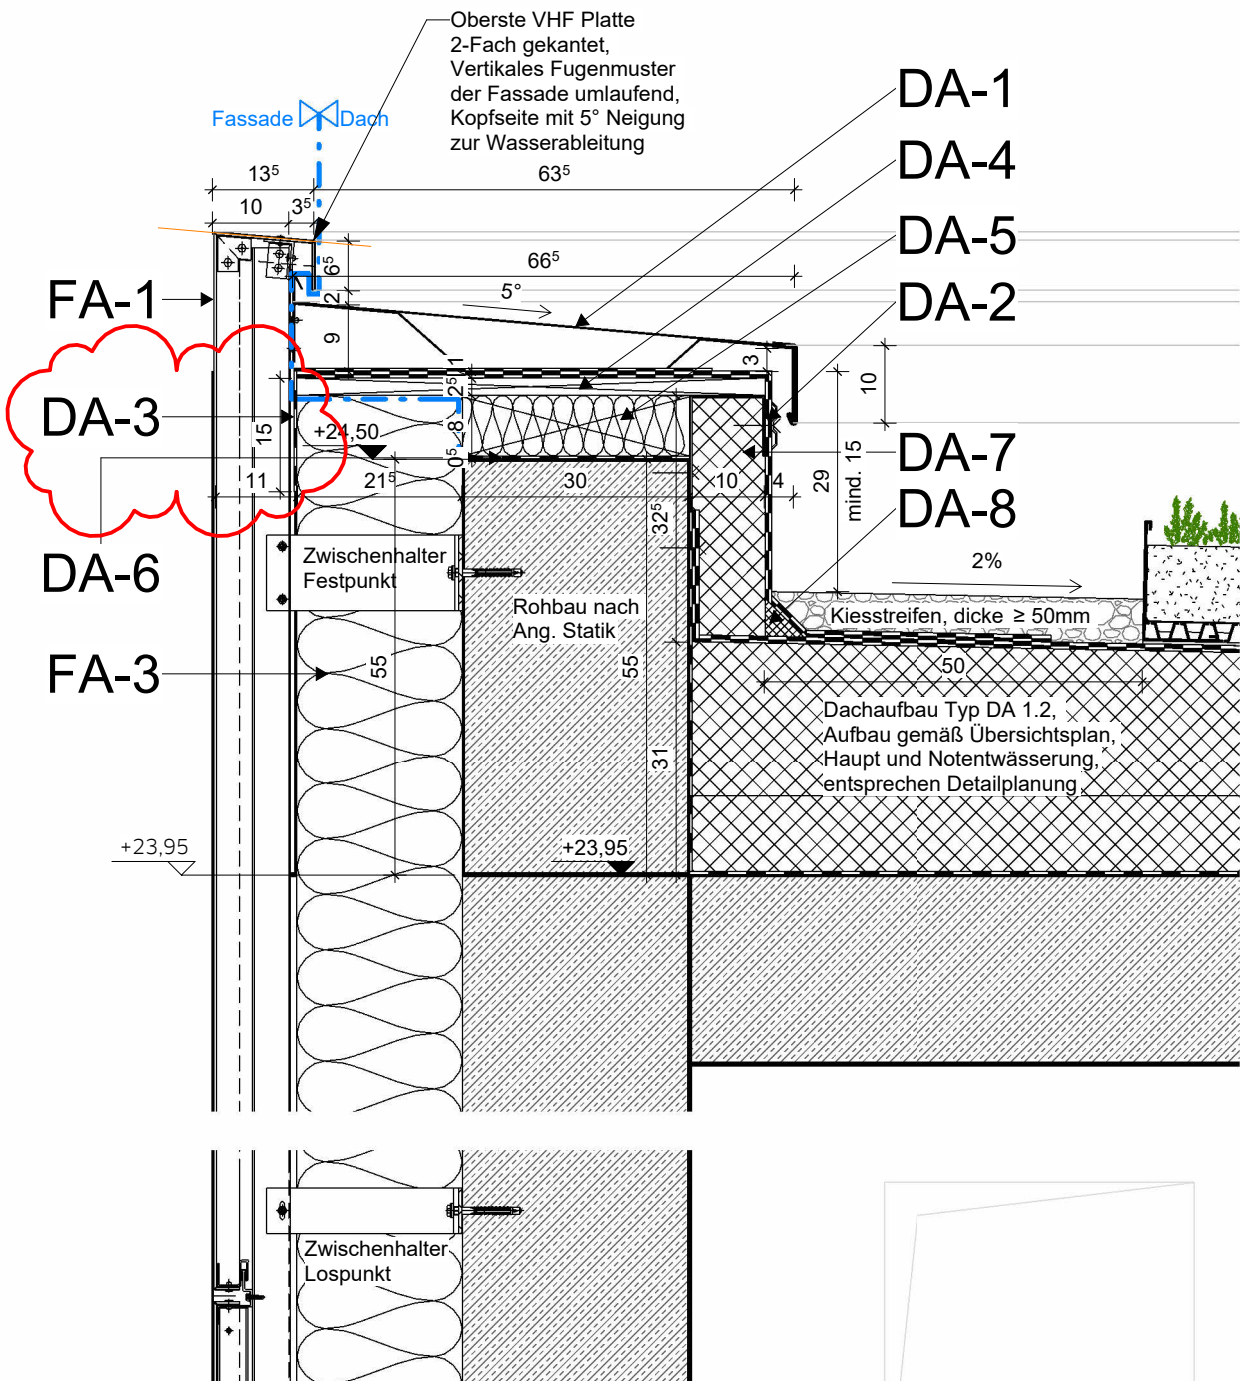 Oberste VHF Platte
2-Fach gekantet,
Vertikales Fugenmuster
der Fassade umlaufend,
Kopfseite mit 5° Neigung
zur Wasserableitung
Fassade
Dach
DA-1
DA-4
DA-5
DA-2
13⁵
63⁵
10
3⁵
6⁵
66⁵
2
5°
FA-1
9
1
3
10
DA-3
2⁵
15
+24,50
8
0⁵
DA-7
29
mind. 15
11
21⁵
30
10
4
DA-8
32⁵
DA-6
Zwischenhalter
Festpunkt
2%
Rohbau nach
Ang. Statik
Kiesstreifen, dicke ≥ 50mm
FA-3
55
55
50
31
Dachaufbau Typ DA 1.2,
Aufbau gemäß Übersichtsplan,
Haupt und Notentwässerung,
entsprechen Detailplanung
+23,95
+23,95
Zwischenhalter
Lospunkt